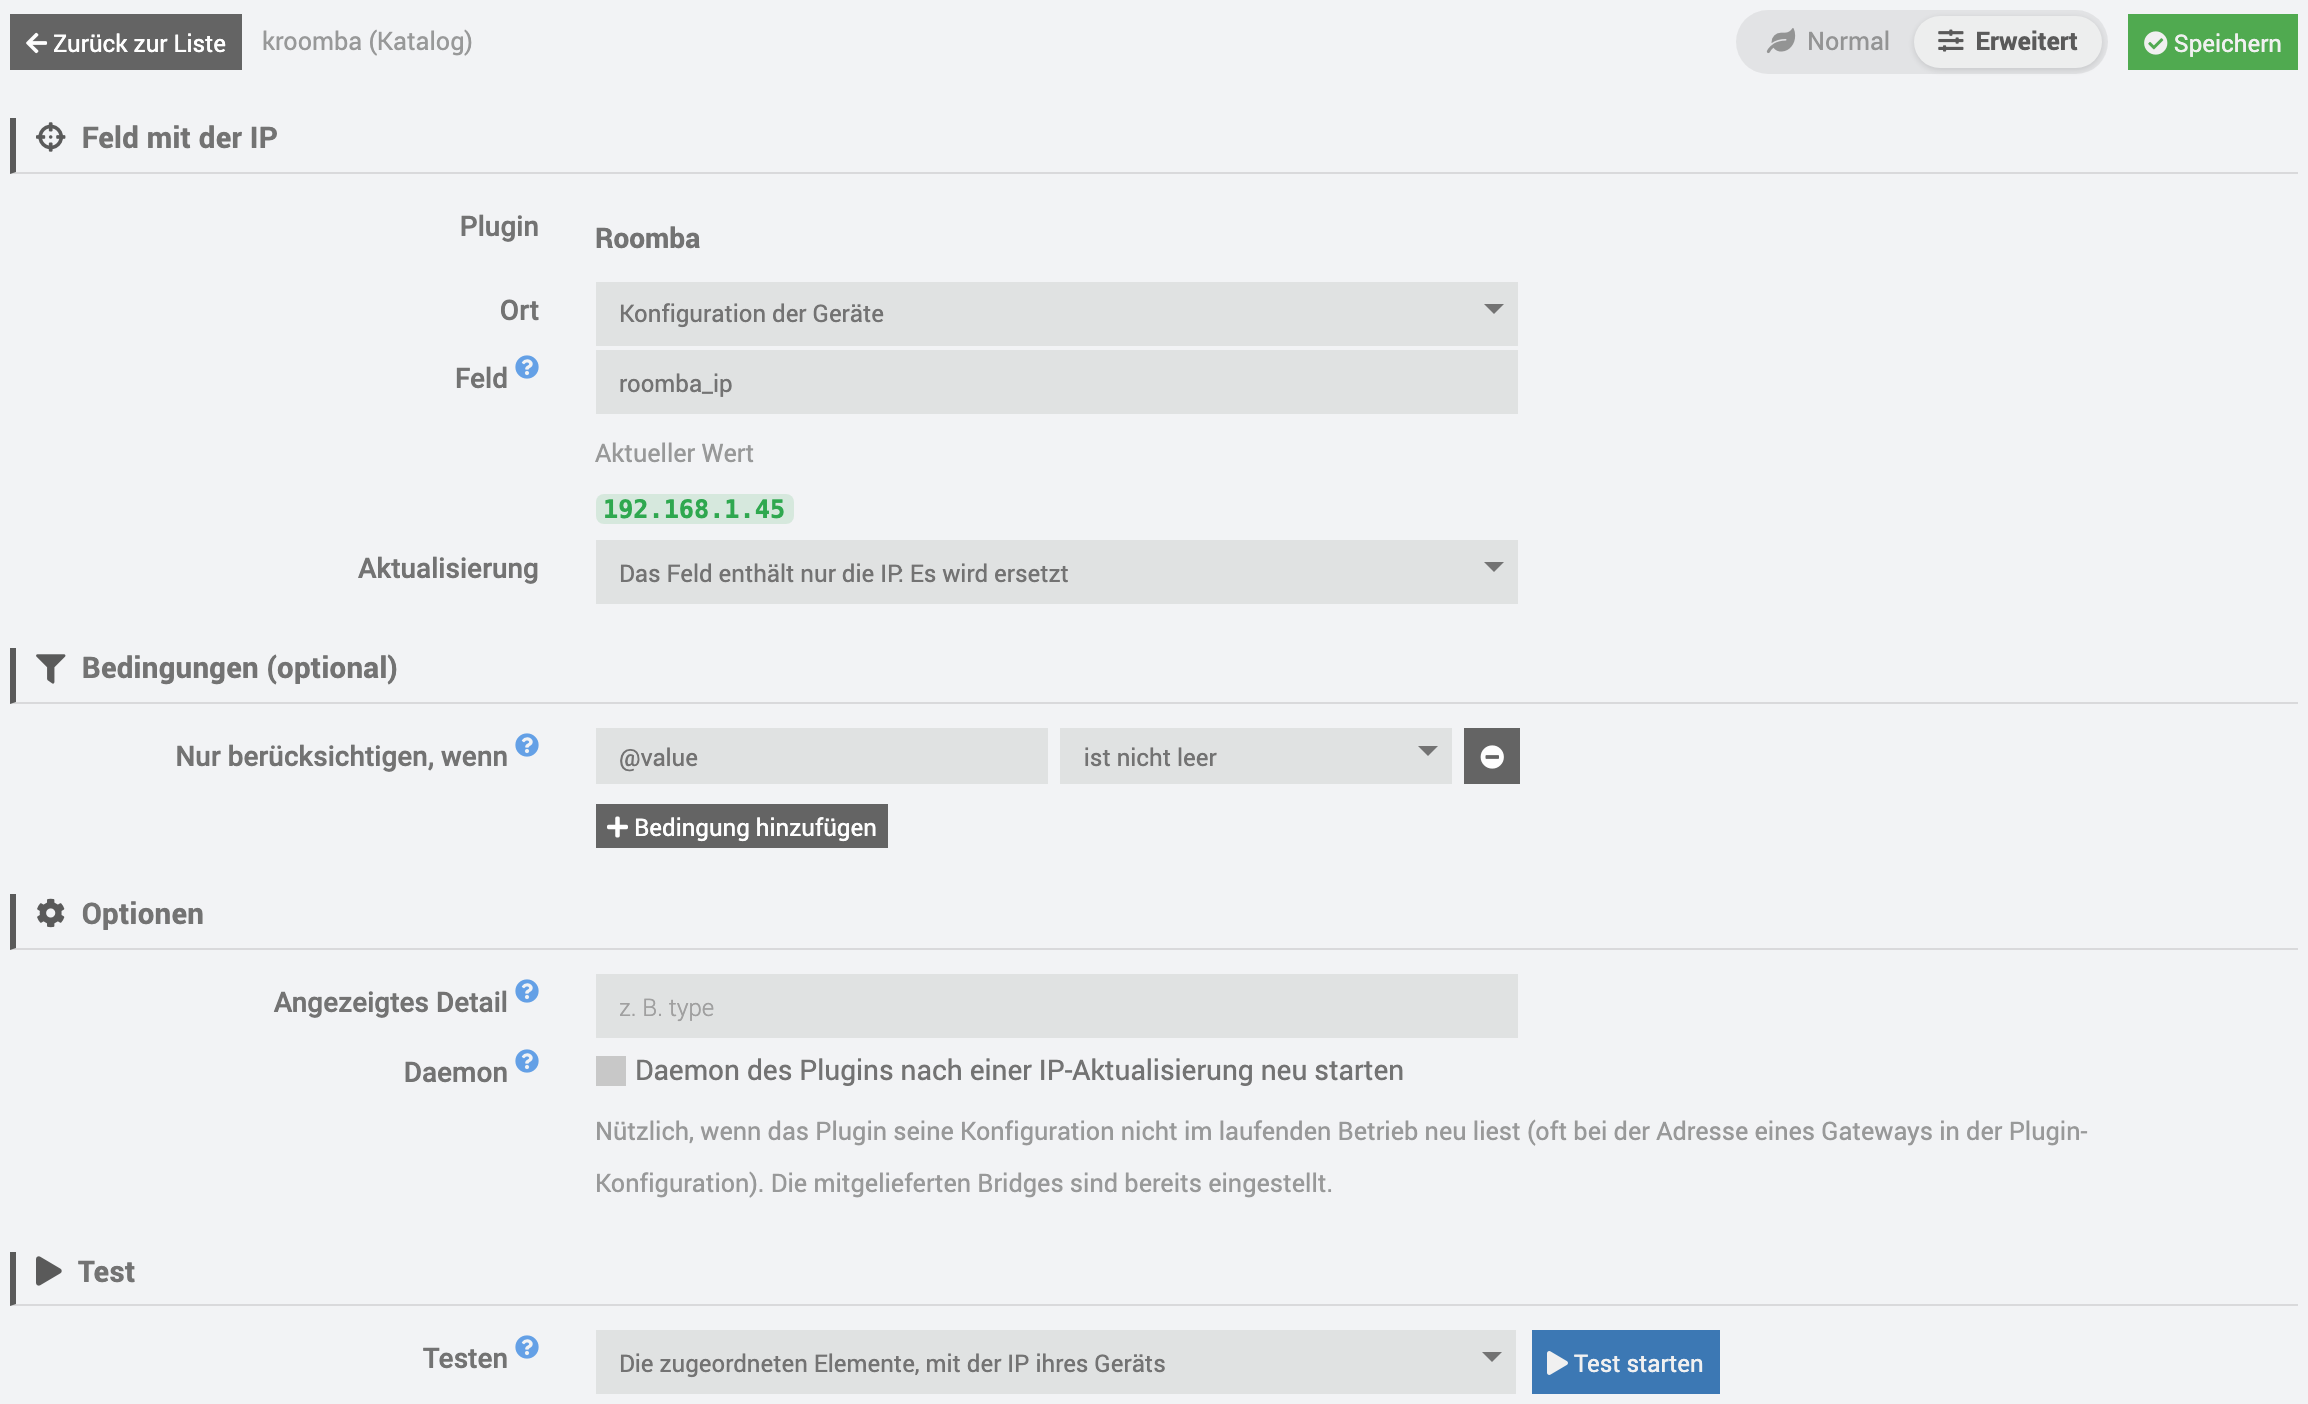 Zurück zur Liste kroomba (Katalog) Normal Erweitert Speichern
Feld mit der IP
Plugin Roomba
Ort Konfiguration der Geräte
Feld ? roomba_ip
Aktueller Wert
192.168.1.45
Aktualisierung Das Feld enthält nur die IP. Es wird ersetzt
Bedingungen (optional)
Nur berücksichtigen, wenn ? @value ist nicht leer
Bedingung hinzufügen
Optionen
Angezeigtes Detail ? z. B. type
Daemon ? Daemon des Plugins nach einer IP-Aktualisierung neu starten
Nützlich, wenn das Plugin seine Konfiguration nicht im laufenden Betrieb neu liest (oft bei der Adresse eines Gateways in der Plugin-
Konfiguration). Die mitgelieferten Bridges sind bereits eingestellt.
Test
Testen ? Die zugeordneten Elemente, mit der IP ihres Geräts Test starten